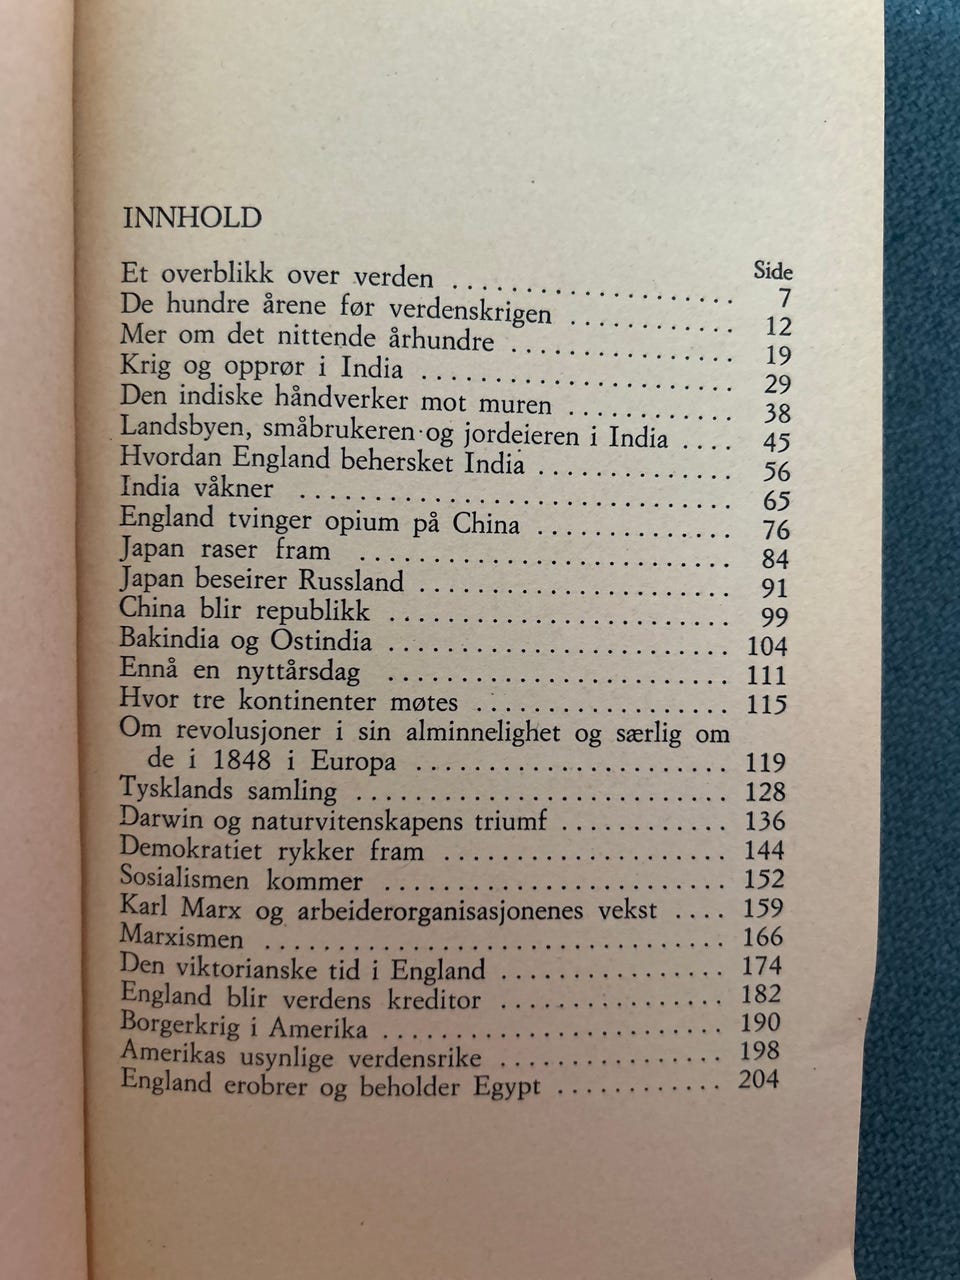 INNHOLD
Side
Et overblikk over verden . . . . . . . . . . . . . . . . . . . . 7
De hundre årene før verdenskrigen . . . . . . . . . . . 12
Mer om det nittende århundre . . . . . . . . . . . . . . . 19
Krig og opprør i India . . . . . . . . . . . . . . . . . . . . . 29
Den indiske håndverker mot muren . . . . . . . . . . . 38
Landsbyen, småbrukeren og jordeieren i India . . . . 45
Hvordan England behersket India . . . . . . . . . . . . . 56
India våkner . . . . . . . . . . . . . . . . . . . . . . . . . . . . . 65
England tvinger opium på China . . . . . . . . . . . . . 76
Japan raser fram . . . . . . . . . . . . . . . . . . . . . . . . . 84
Japan beseirer Russland . . . . . . . . . . . . . . . . . . . . . 91
China blir republikk . . . . . . . . . . . . . . . . . . . . . . . 99
Bakindia og Ostindia . . . . . . . . . . . . . . . . . . . . . . . 104
Ennå en nyttårsdag . . . . . . . . . . . . . . . . . . . . . . . 111
Hvor tre kontinenter møtes . . . . . . . . . . . . . . . . . 115
Om revolusjoner i sin alminnelighet og særlig om
de i 1848 i Europa . . . . . . . . . . . . . . . . . . . . . 119
Tysklands samling . . . . . . . . . . . . . . . . . . . . . . . . . 128
Darwin og naturvitenskapens triumf . . . . . . . . . . . 136
Demokratiet rykker fram . . . . . . . . . . . . . . . . . . . 144
Sosialismen kommer . . . . . . . . . . . . . . . . . . . . . . . 152
Karl Marx og arbeiderorganisasjonenes vekst . . . . 159
Marxismen . . . . . . . . . . . . . . . . . . . . . . . . . . . . . . . 166
Den viktorianske tid i England . . . . . . . . . . . . . . . 174
England blir verdens kreditor . . . . . . . . . . . . . . . 182
Borgerkrig i Amerika . . . . . . . . . . . . . . . . . . . . . . . 190
Amerikas usynlige verdensrike . . . . . . . . . . . . . . . 198
England erobrer og beholder Egypt . . . . . . . . . . . 204